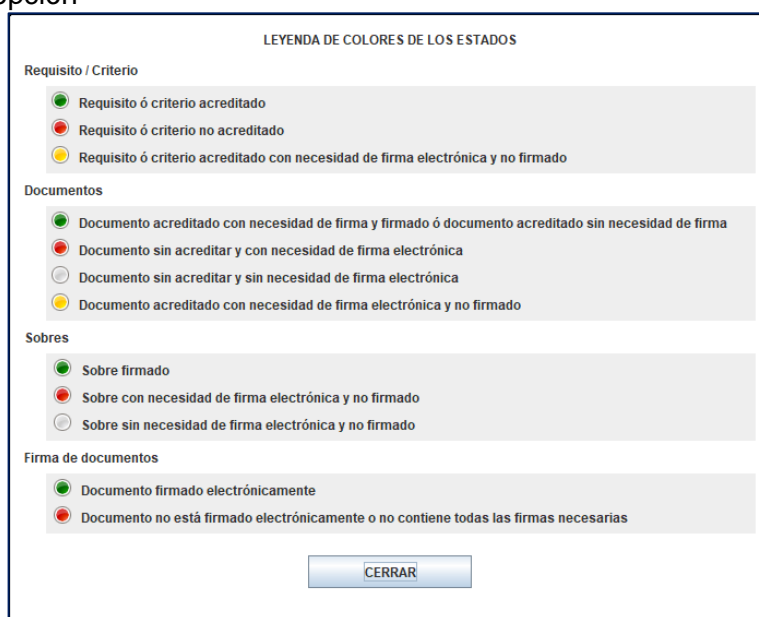 LEYENDA DE COLORES DE LOS ESTADOS
Requisito / Criterio
Requisito ó criterio acreditado
Requisito ó criterio no acreditado
Requisito ó criterio acreditado con necesidad de firma electrónica y no firmado
Documentos
Documento acreditado con necesidad de firma y firmado ó documento acreditado sin necesidad de firma
Documento sin acreditar y con necesidad de firma electrónica
Documento sin acreditar y sin necesidad de firma electrónica
Documento acreditado con necesidad de firma electrónica y no firmado
Sobres
Sobre firmado
Sobre con necesidad de firma electrónica y no firmado
Sobre sin necesidad de firma electrónica y no firmado
Firma de documentos
Documento firmado electrónicamente
Documento no está firmado electrónicamente o no contiene todas las firmas necesarias
CERRAR